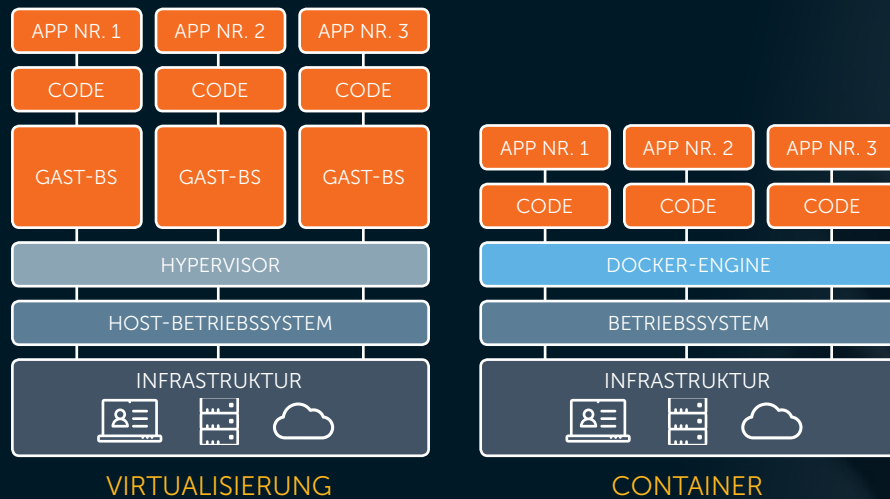 APP NR. 1 APP NR. 2 APP NR. 3
CODE CODE CODE
GAST-BS GAST-BS GAST-BS
HYPERVISOR
HOST-BETRIEBSSYSTEM
INFRASTRUKTUR
VIRTUALISIERUNG
APP NR. 1 APP NR. 2 APP NR. 3
CODE CODE CODE
DOCKER-ENGINE
BETRIEBSSYSTEM
INFRASTRUKTUR
CONTAINER